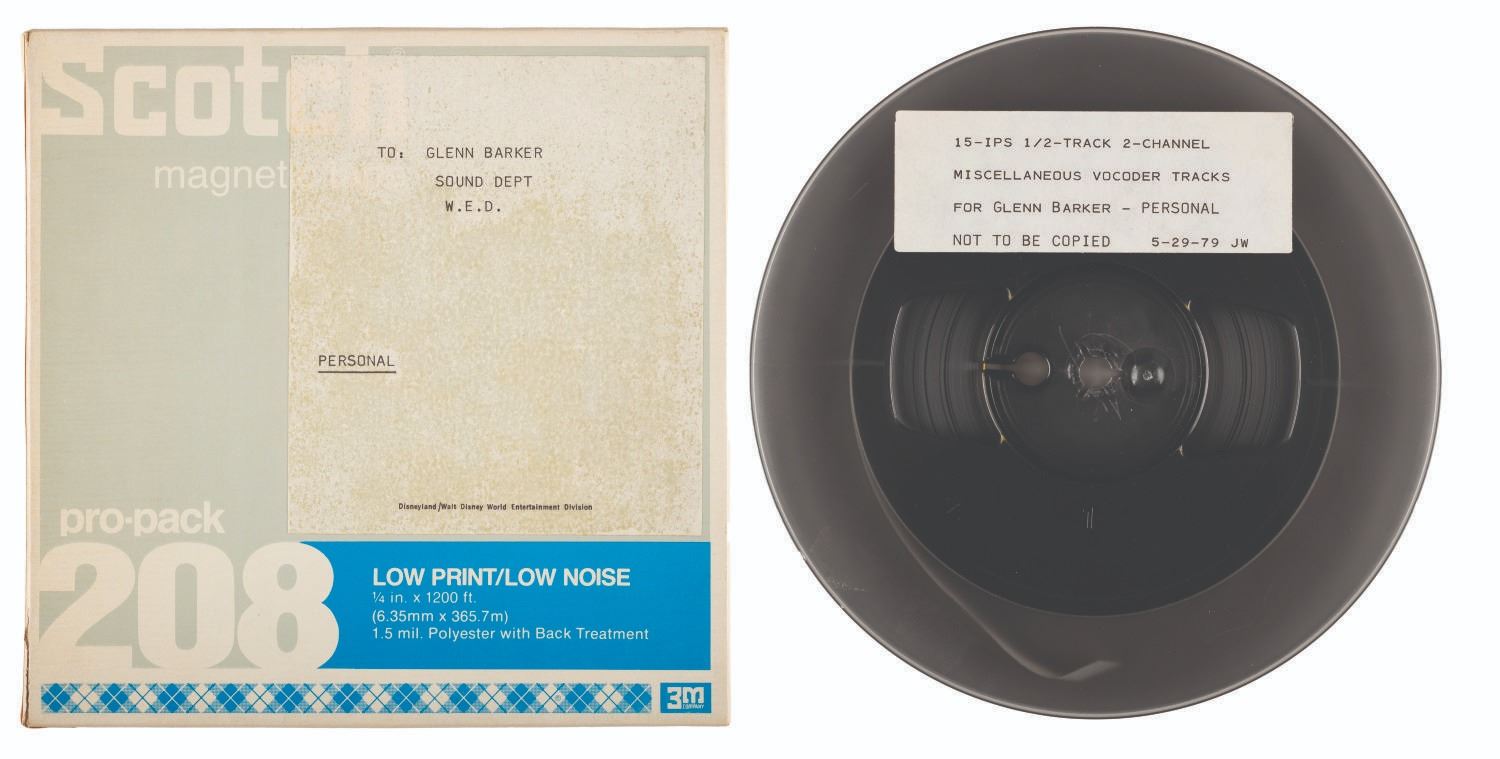 Scotch®
magnetic tape
TO: GLENN BARKER
SOUND DEPT
W.E.D.
PERSONAL
Disneyland/Walt Disney World Entertainment Division
pro-pack
208
LOW PRINT/LOW NOISE
¼ in. x 1200 ft.
(6.35mm x 365.7m)
1.5 mil. Polyester with Back Treatment
3M
COMPANY
15-IPS 1/2-TRACK 2-CHANNEL
MISCELLANEOUS VOCODER TRACKS
FOR GLENN BARKER - PERSONAL
NOT TO BE COPIED 5-29-79 JW